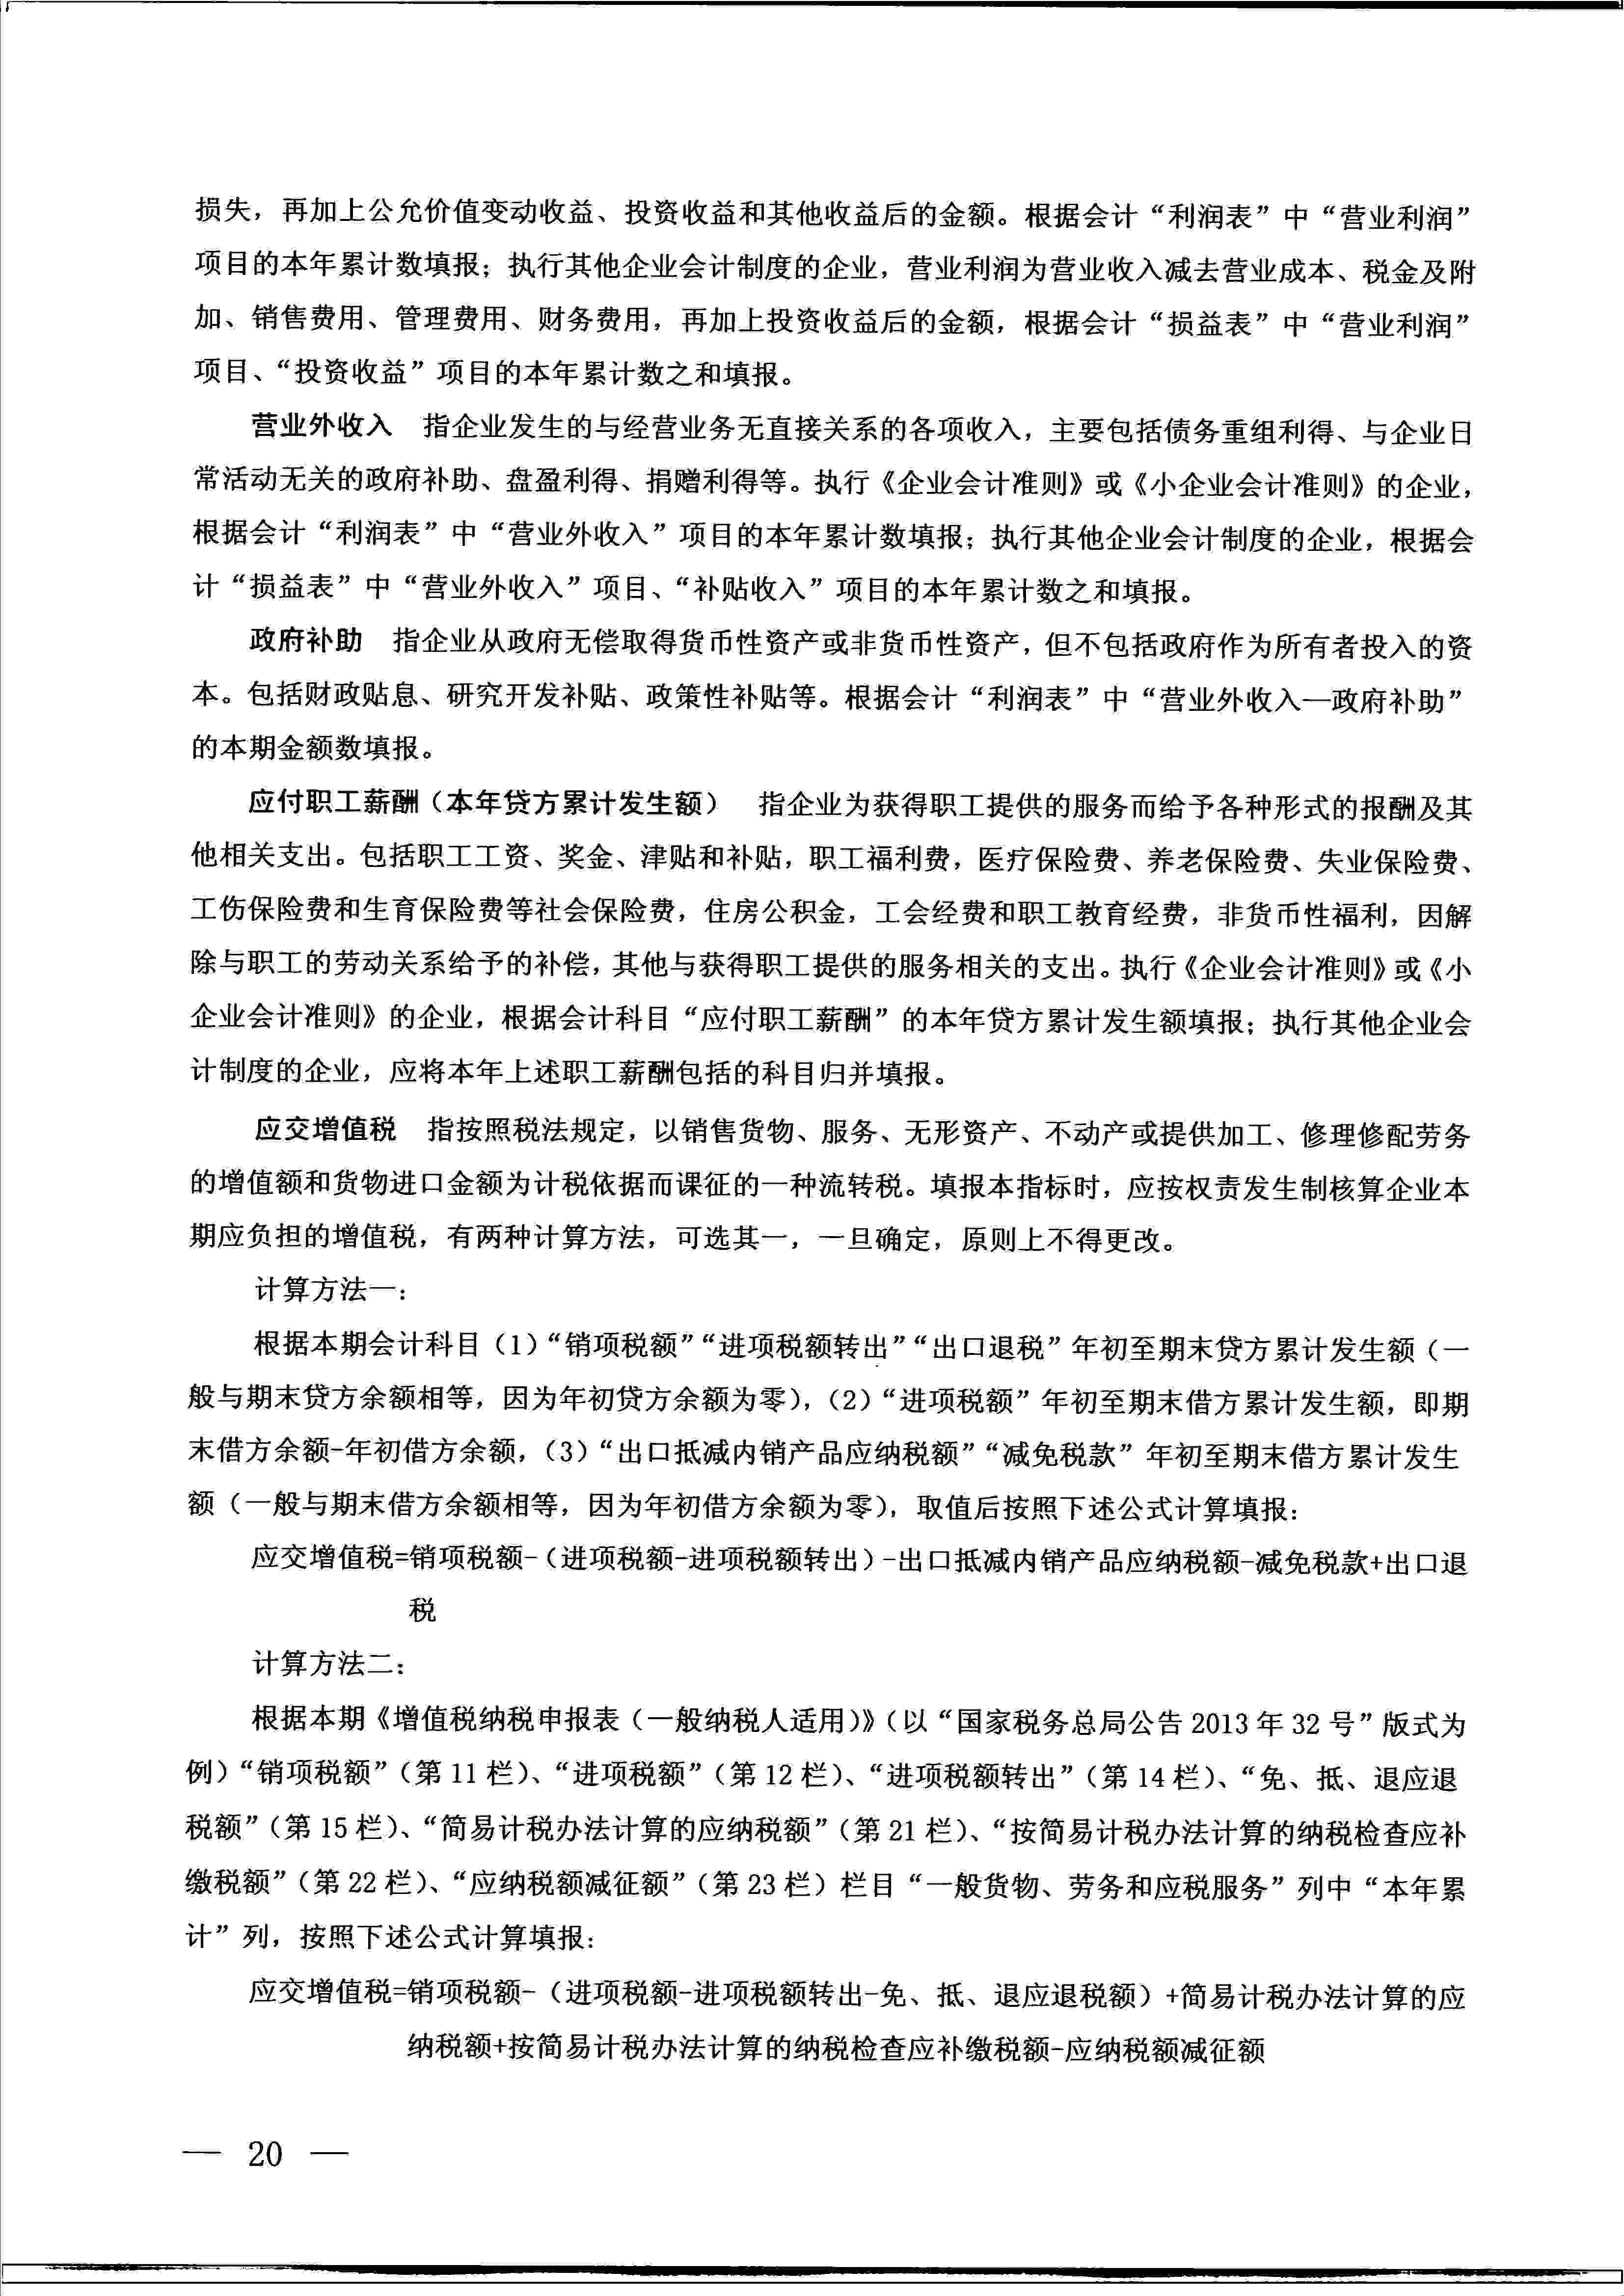 损失，再加上公允价值变动收益、投资收益和其他收益后的金额。根据会计“利润表”中“营业利润”
项目的本年累计数填报；执行其他企业会计制度的企业，营业利润为营业收入减去营业成本、税金及附
加、销售费用、管理费用、财务费用，再加上投资收益后的金额，根据会计“损益表”中“营业利润”
项目、“投资收益”项目的本年累计数之和填报。
营业外收入　指企业发生的与经营业务无直接关系的各项收入，主要包括债务重组利得、与企业日
常活动无关的政府补助、盘盈利得、捐赠利得等。执行《企业会计准则》或《小企业会计准则》的企业，
根据会计“利润表”中“营业外收入”项目的本年累计数填报；执行其他企业会计制度的企业，根据会
计“损益表”中“营业外收入”项目、“补贴收入”项目的本年累计数之和填报。
政府补助　指企业从政府无偿取得货币性资产或非货币性资产，但不包括政府作为所有者投入的资
本。包括财政贴息、研究开发补贴、政策性补贴等。根据会计“利润表”中“营业外收入—政府补助”
的本期金额数填报。
应付职工薪酬（本年贷方累计发生额）　指企业为获得职工提供的服务而给予各种形式的报酬及其
他相关支出。包括职工工资、奖金、津贴和补贴，职工福利费，医疗保险费、养老保险费、失业保险费、
工伤保险费和生育保险费等社会保险费，住房公积金，工会经费和职工教育经费，非货币性福利，因解
除与职工的劳动关系给予的补偿，其他与获得职工提供的服务相关的支出。执行《企业会计准则》或《小
企业会计准则》的企业，根据会计科目“应付职工薪酬”的本年贷方累计发生额填报；执行其他企业会
计制度的企业，应将本年上述职工薪酬包括的科目归并填报。
应交增值税　指按照税法规定，以销售货物、服务、无形资产、不动产或提供加工、修理修配劳务
的增值额和货物进口金额为计税依据而课征的一种流转税。填报本指标时，应按权责发生制核算企业本
期应负担的增值税，有两种计算方法，可选其一，一旦确定，原则上不得更改。
计算方法一：
根据本期会计科目（1）“销项税额”“进项税额转出”“出口退税”年初至期末贷方累计发生额（一
般与期末贷方余额相等，因为年初贷方余额为零），（2）“进项税额”年初至期末借方累计发生额，即期
末借方余额-年初借方余额，（3）“出口抵减内销产品应纳税额”“减免税款”年初至期末借方累计发生
额（一般与期末借方余额相等，因为年初借方余额为零），取值后按照下述公式计算填报：
应交增值税=销项税额-（进项税额-进项税额转出）-出口抵减内销产品应纳税额-减免税款+出口退
税
计算方法二：
根据本期《增值税纳税申报表（一般纳税人适用）》（以“国家税务总局公告 2013 年 32 号”版式为
例）“销项税额”（第 11 栏）、“进项税额”（第 12 栏）、“进项税额转出”（第 14 栏）、“免、抵、退应退
税额”（第 15 栏）、“简易计税办法计算的应纳税额”（第 21 栏）、“按简易计税办法计算的纳税检查应补
缴税额”（第 22 栏）、“应纳税额减征额”（第 23 栏）栏目“一般货物、劳务和应税服务”列中“本年累
计”列，按照下述公式计算填报：
应交增值税=销项税额-（进项税额-进项税额转出-免、抵、退应退税额）+简易计税办法计算的应
纳税额+按简易计税办法计算的纳税检查应补缴税额-应纳税额减征额
— 20 —